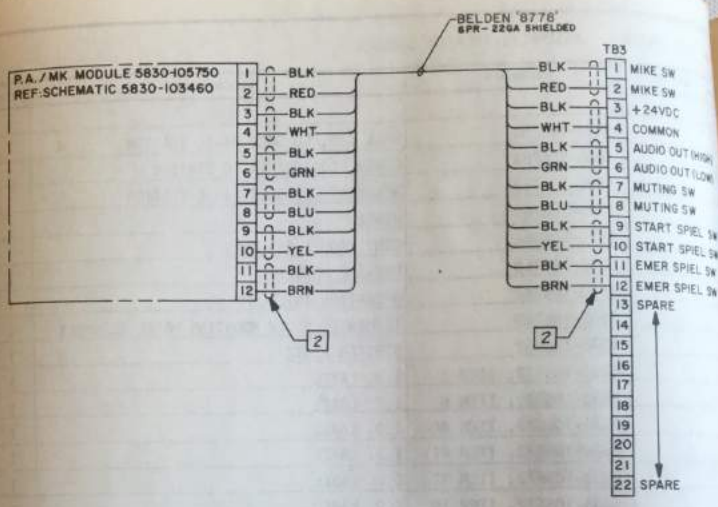 BELDEN '8778'
6PR-22GA SHIELDED
P.A./MK MODULE 5830-105750
REF:SCHEMATIC 5830-103460
1 BLK
2 RED
3 BLK
4 WHT
5 BLK
6 GRN
7 BLK
8 BLU
9 BLK
10 YEL
11 BLK
12 BRN
2
TB3
BLK 1 MIKE SW
RED 2 MIKE SW
BLK 3 +24VDC
WHT 4 COMMON
BLK 5 AUDIO OUT (HIGH)
GRN 6 AUDIO OUT (LOW)
BLK 7 MUTING SW
BLU 8 MUTING SW
BLK 9 START SPIEL SW
YEL 10 START SPIEL SW
BLK 11 EMER SPIEL SW
BRN 12 EMER SPIEL SW
2
13 SPARE
14
15
16
17
18
19
20
21
22 SPARE